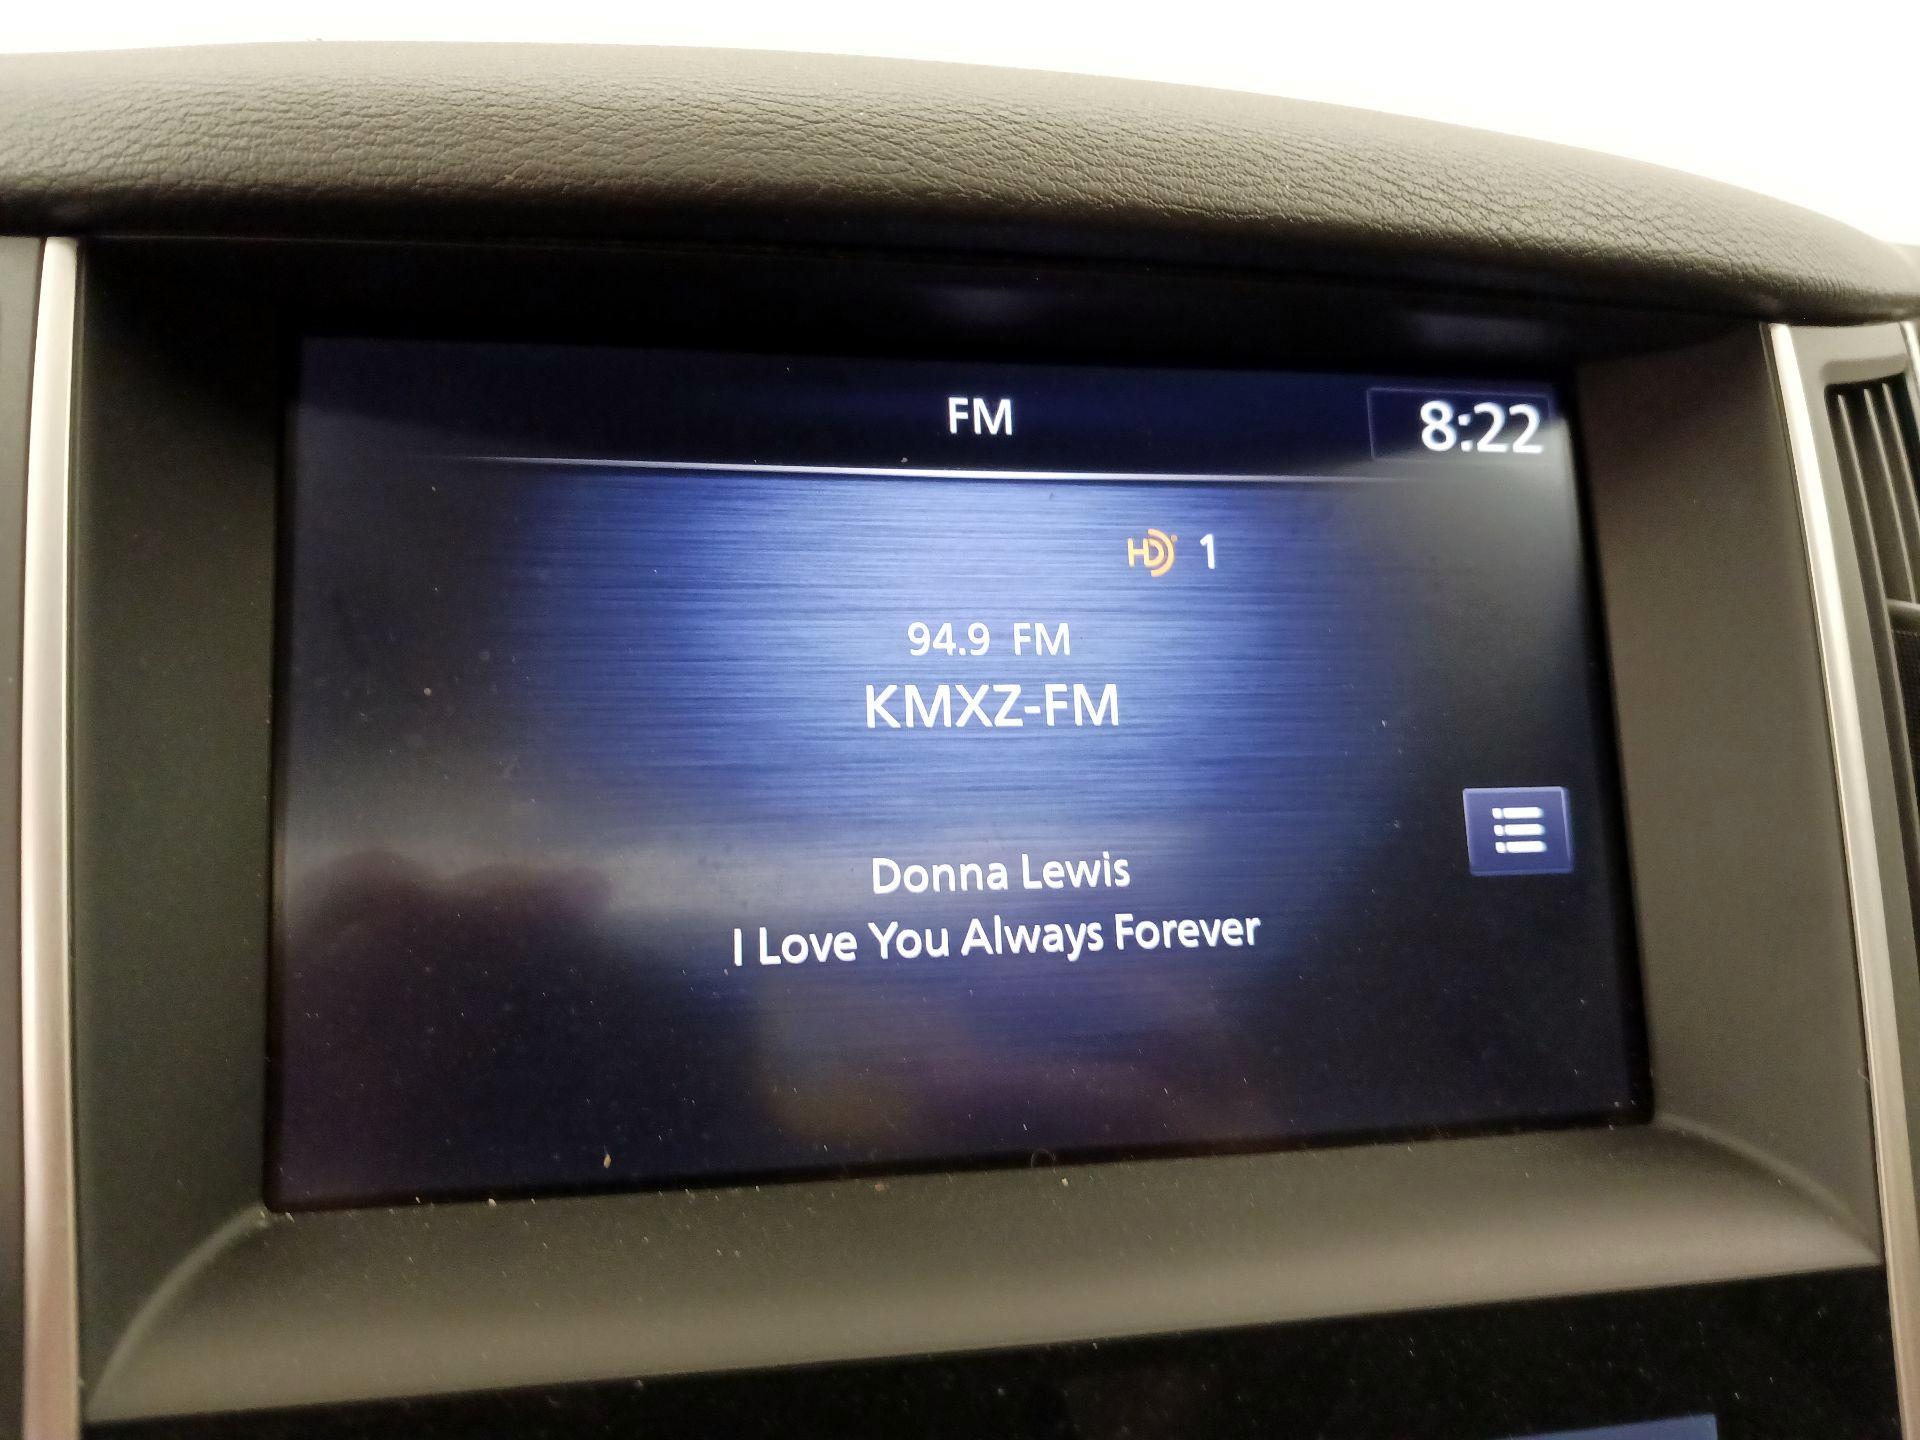 FM
8:22
HD 1
94.9 FM
KMXZ-FM
Donna Lewis
I Love You Always Forever